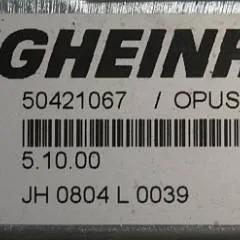 GHEINR
50421067 / OPUS
5.10.00
JH 0804 L 0039